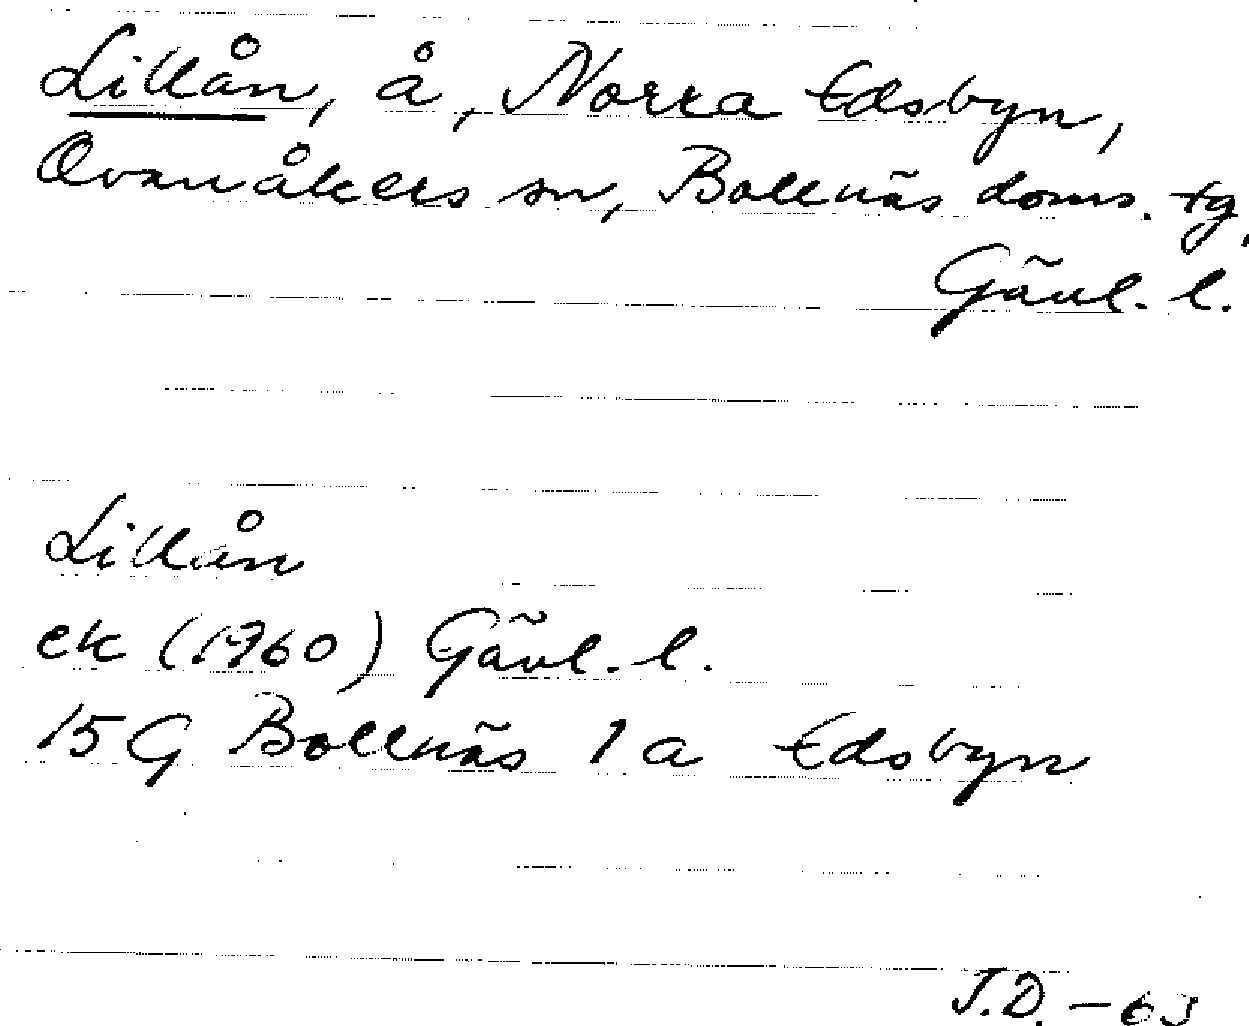 Lillån, å, Norra Edsbyn,
Ovanåkers sn, Bollnäs doms. tg,
Gävl. l.
Lillån
ek (1960) Gävl. l.
15 G Bollnäs 1 a Edsbyn
J.D. - 63